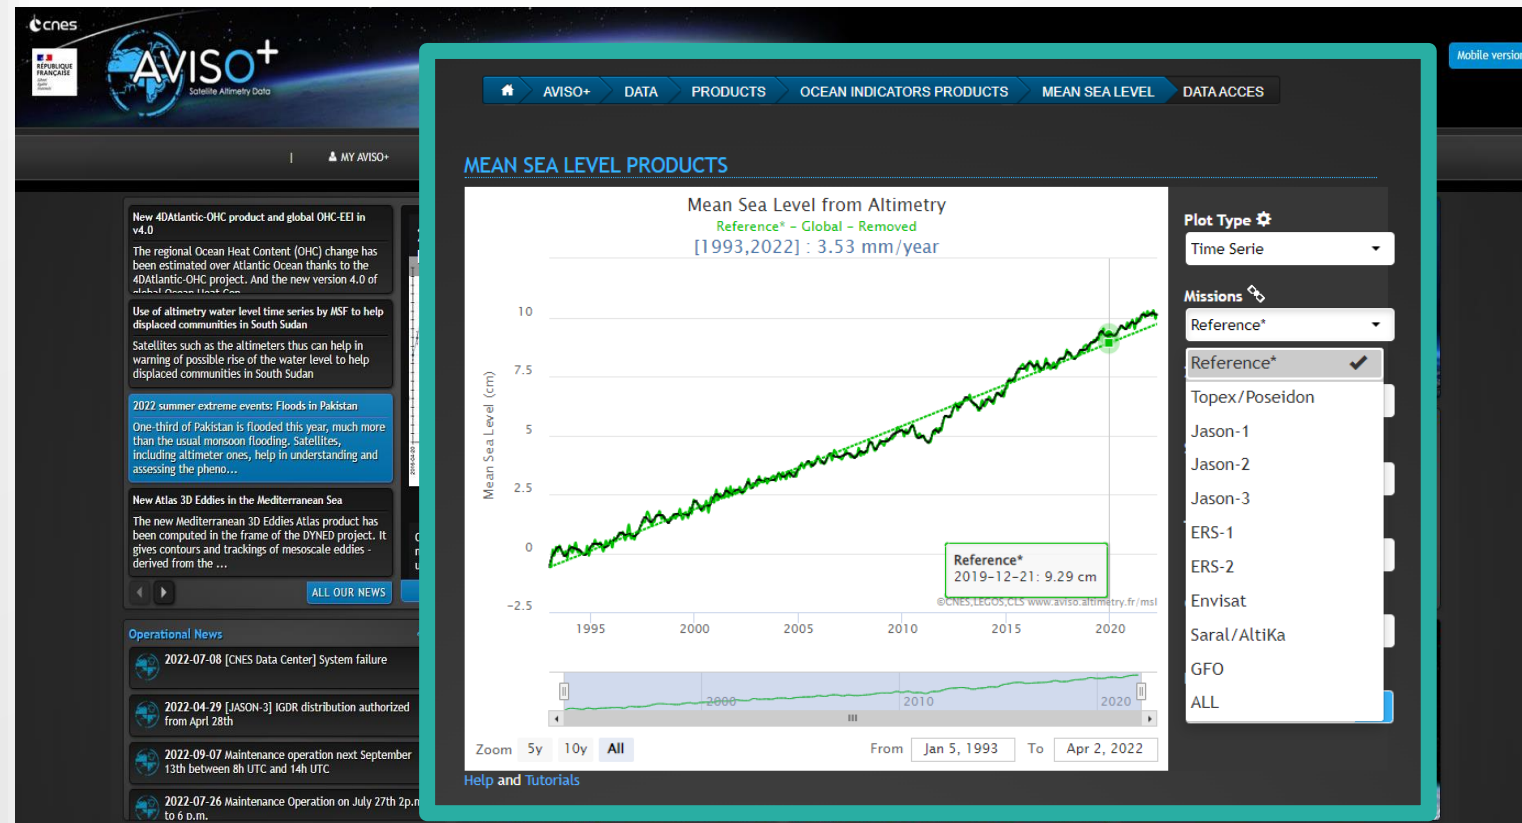 cnes
RÉPUBLIQUE
FRANÇAISE
Liberté
Égalité
Fraternité
AVISO+
Satellite Altimetry Data
Mobile version
MY AVISO+
AVISO+
DATA
PRODUCTS
OCEAN INDICATORS PRODUCTS
MEAN SEA LEVEL
DATA ACCES
New 4DAtlantic-OHC product and global OHC-EEI in
v4.0
The regional Ocean Heat Content (OHC) change has
been estimated over Atlantic Ocean thanks to the
4DAtlantic-OHC project. And the new version 4.0 of
global Ocean Heat Con
Use of altimetry water level time series by MSF to help
displaced communities in South Sudan
Satellites such as the altimeters thus can help in
warning of possible rise of the water level to help
displaced communities in South Sudan
2022 summer extreme events: Floods in Pakistan
One-third of Pakistan is flooded this year, much more
than the usual monsoon flooding. Satellites,
including altimeter ones, help in understanding and
assessing the pheno...
New Atlas 3D Eddies in the Mediterranean Sea
The new Mediterranean 3D Eddies Atlas product has
been computed in the frame of the DYNED project. It
gives contours and trackings of mesoscale eddies -
derived from the ...
ALL OUR NEWS
Operational News
2022-07-08 [CNES Data Center] System failure
2022-04-29 [JASON-3] IGDR distribution authorized
from Aprl 28th
2022-09-07 Maintenance operation next September
13th between 8h UTC and 14h UTC
2022-07-26 Maintenance Operation on July 27th 2p.m
to 6 p.m.
MEAN SEA LEVEL PRODUCTS
Mean Sea Level from Altimetry
Reference* – Global – Removed
[1993,2022] : 3.53 mm/year
Mean Sea Level (cm)
10
7.5
5
2.5
0
−2.5
1995
2000
2005
2010
2015
2020
Reference*
2019-12-21: 9.29 cm
©CNES,LEGOS,CLS www.aviso.altimetry.fr/msl
2000
2010
2020
Zoom 5y 10y All
From Jan 5, 1993 To Apr 2, 2022
Help and Tutorials
Plot Type
Time Serie
Missions
Reference*
Reference*
Topex/Poseidon
Jason-1
Jason-2
Jason-3
ERS-1
ERS-2
Envisat
Saral/AltiKa
GFO
ALL